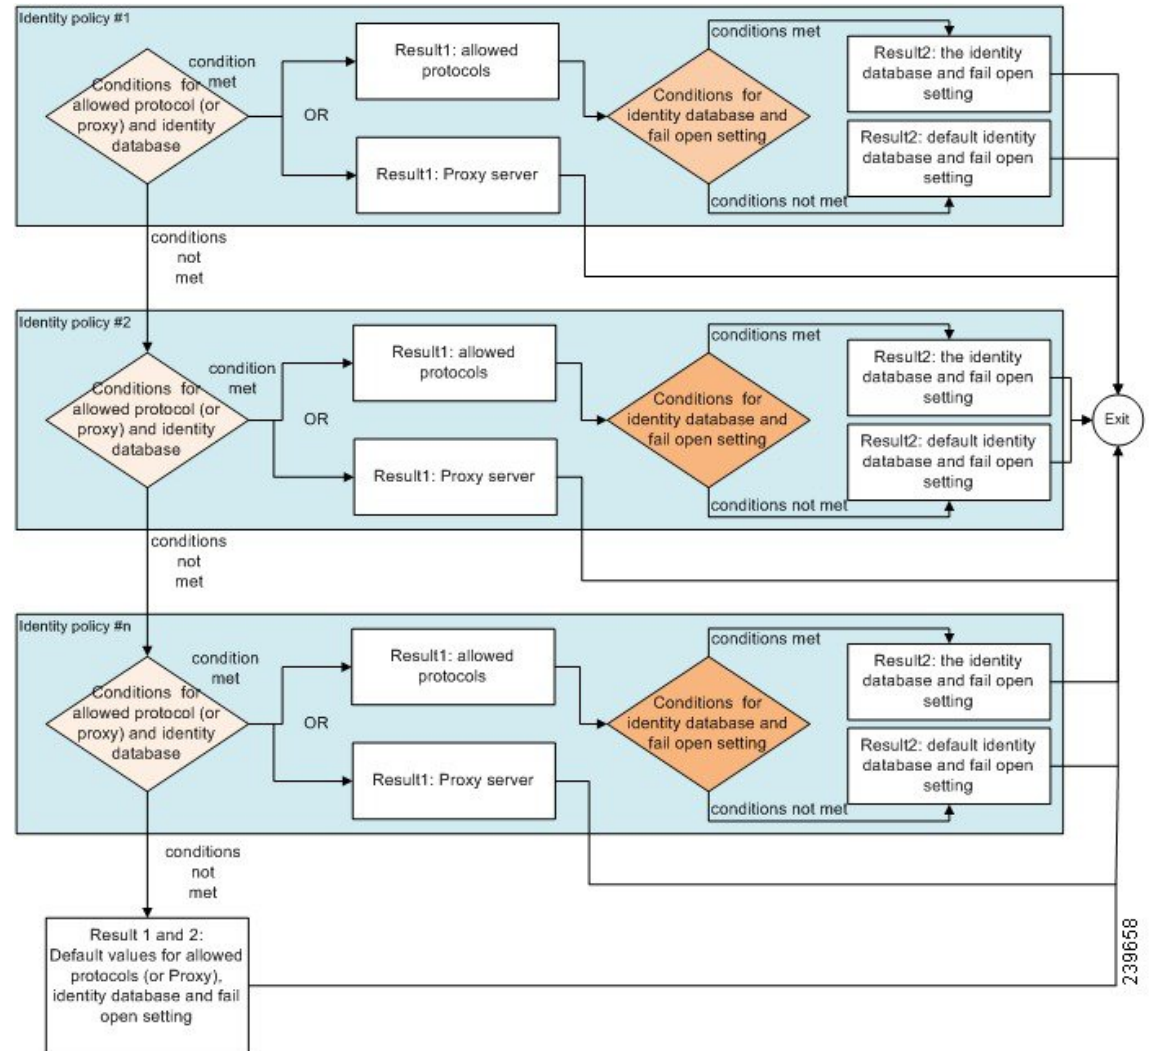 Identity policy #1
condition
met
Conditions for
allowed protocol (or
proxy) and identity
database
OR
Result1: allowed
protocols
Result1: Proxy server
conditions met
Conditions for
identity database and
fail open setting
conditions not met
Result2: the identity
database and fail open
setting
Result2: default identity
database and fail open
setting
conditions
not
met
Identity policy #2
condition
met
Conditions for
allowed protocol (or
proxy) and identity
database
OR
Result1: allowed
protocols
Result1: Proxy server
conditions met
Conditions for
identity database and
fail open setting
conditions not met
Result2: the identity
database and fail open
setting
Result2: default identity
database and fail open
setting
Exit
conditions
not
met
Identity policy #n
condition
met
Conditions for
allowed protocol (or
proxy) and identity
database
OR
Result1: allowed
protocols
Result1: Proxy server
conditions met
Conditions for
identity database and
fail open setting
conditions not met
Result2: the identity
database and fail open
setting
Result2: default identity
database and fail open
setting
conditions
not
met
Result 1 and 2:
Default values for allowed
protocols (or Proxy),
identity database and fail
open setting
239658